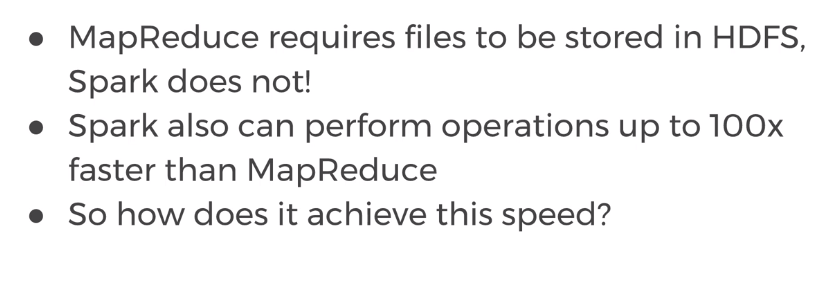 ● MapReduce requires files to be stored in HDFS,
Spark does not!
● Spark also can perform operations up to 100x
faster than MapReduce
● So how does it achieve this speed?